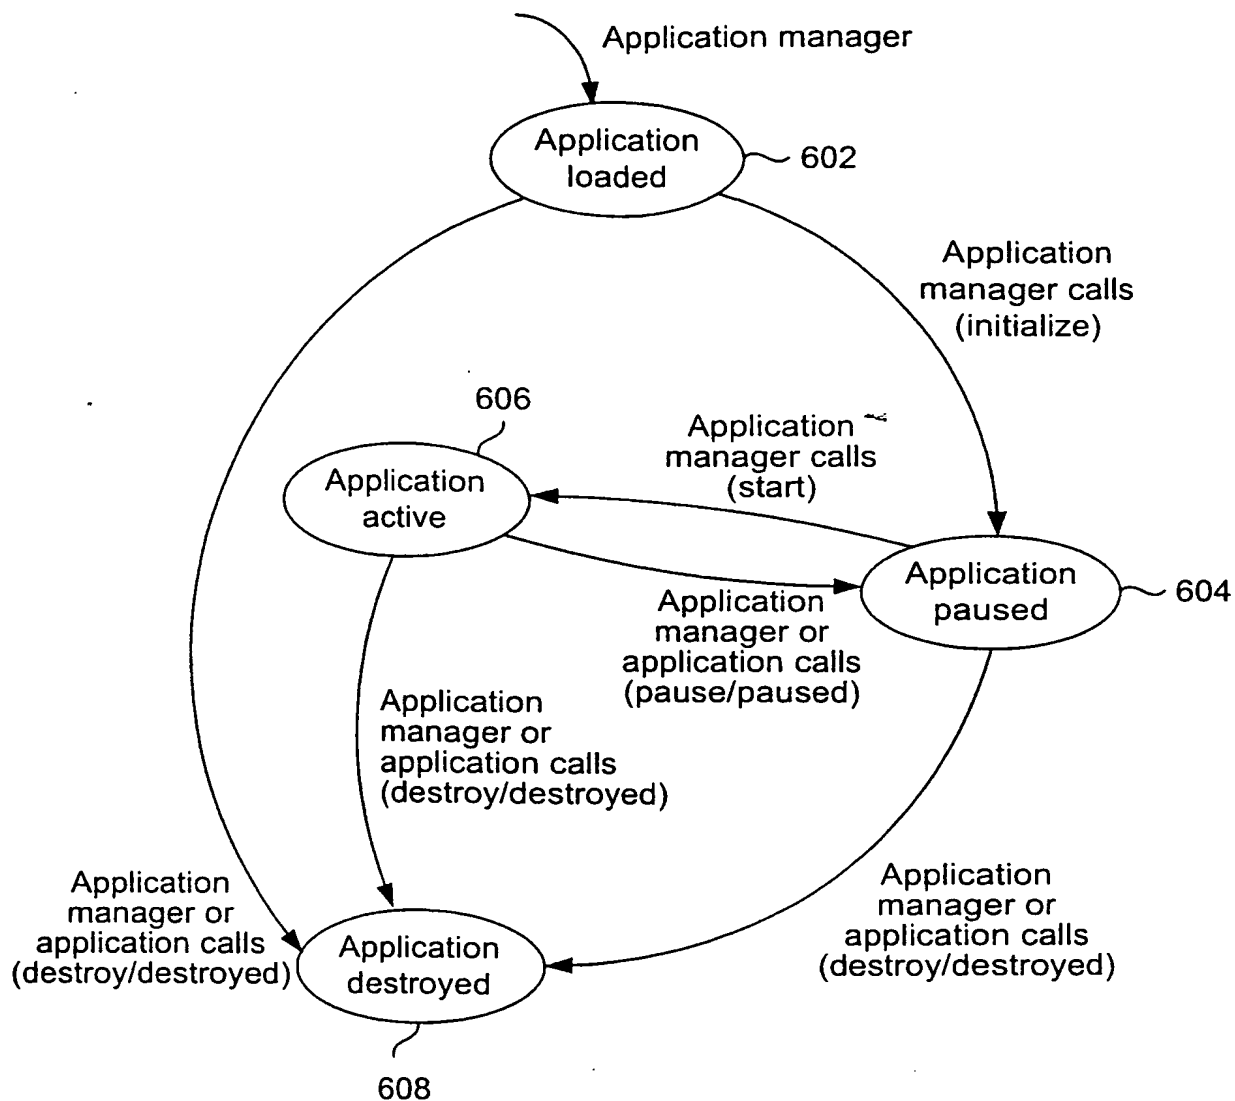 Application manager
Application
loaded
602
Application
manager calls
(initialize)
606
Application
manager calls
(start)
Application
active
Application
paused
604
Application
manager or
application calls
(pause/paused)
Application
manager or
application calls
(destroy/destroyed)
Application
manager or
application calls
(destroy/destroyed)
Application
manager or
application calls
(destroy/destroyed)
Application
destroyed
608